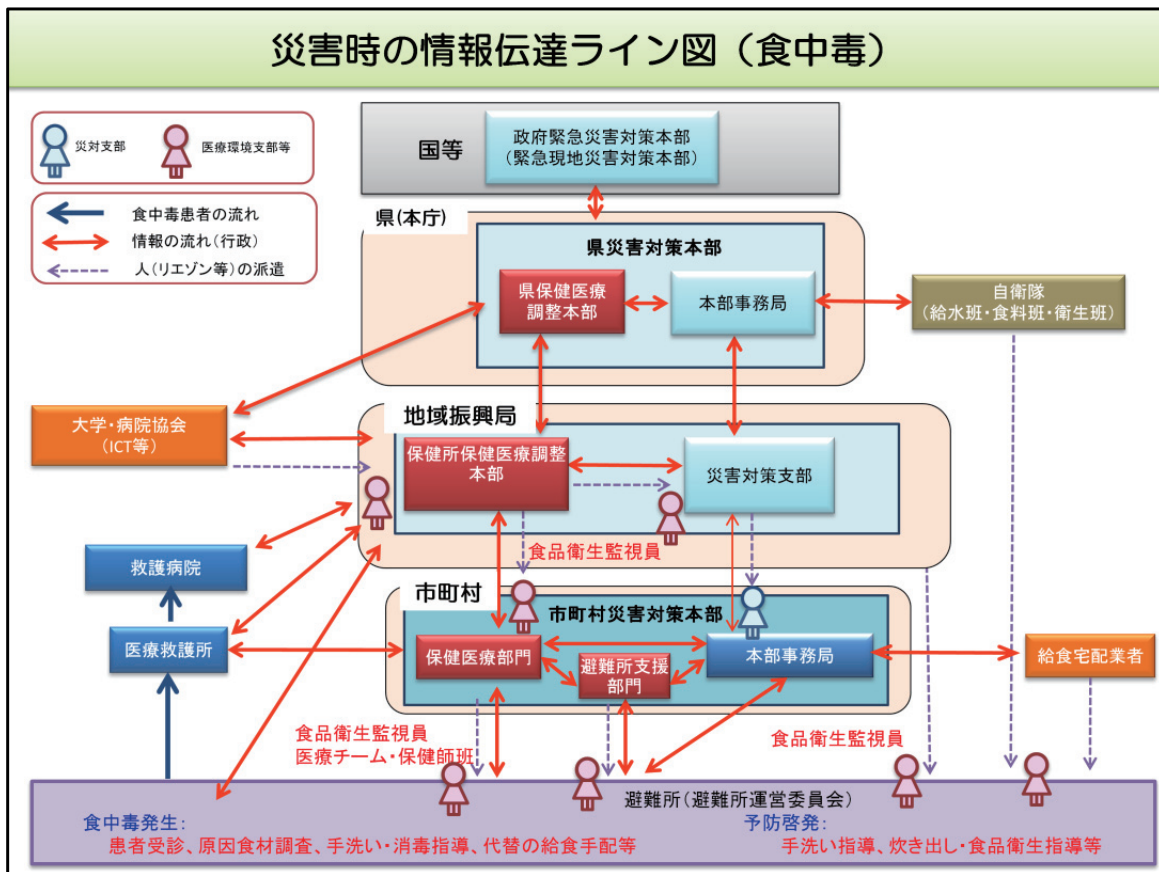 災害時の情報伝達ライン図（食中毒）
災対支部
医療環境支部等
食中毒患者の流れ
情報の流れ（行政）
人（リエゾン等）の派遣
国等
政府緊急災害対策本部
（緊急現地災害対策本部）
県（本庁）
県災害対策本部
県保健医療
調整本部
本部事務局
自衛隊
（給水班・食料班・衛生班）
大学・病院協会
（ICT等）
地域振興局
保健所保健医療調整
本部
災害対策支部
食品衛生監視員
救護病院
医療救護所
市町村
市町村災害対策本部
保健医療部門
避難所支援
部門
本部事務局
給食宅配業者
食品衛生監視員
医療チーム・保健師班
食品衛生監視員
避難所（避難所運営委員会）
食中毒発生：
患者受診、原因食材調査、手洗い・消毒指導、代替の給食手配等
予防啓発：
手洗い指導、炊き出し・食品衛生指導等